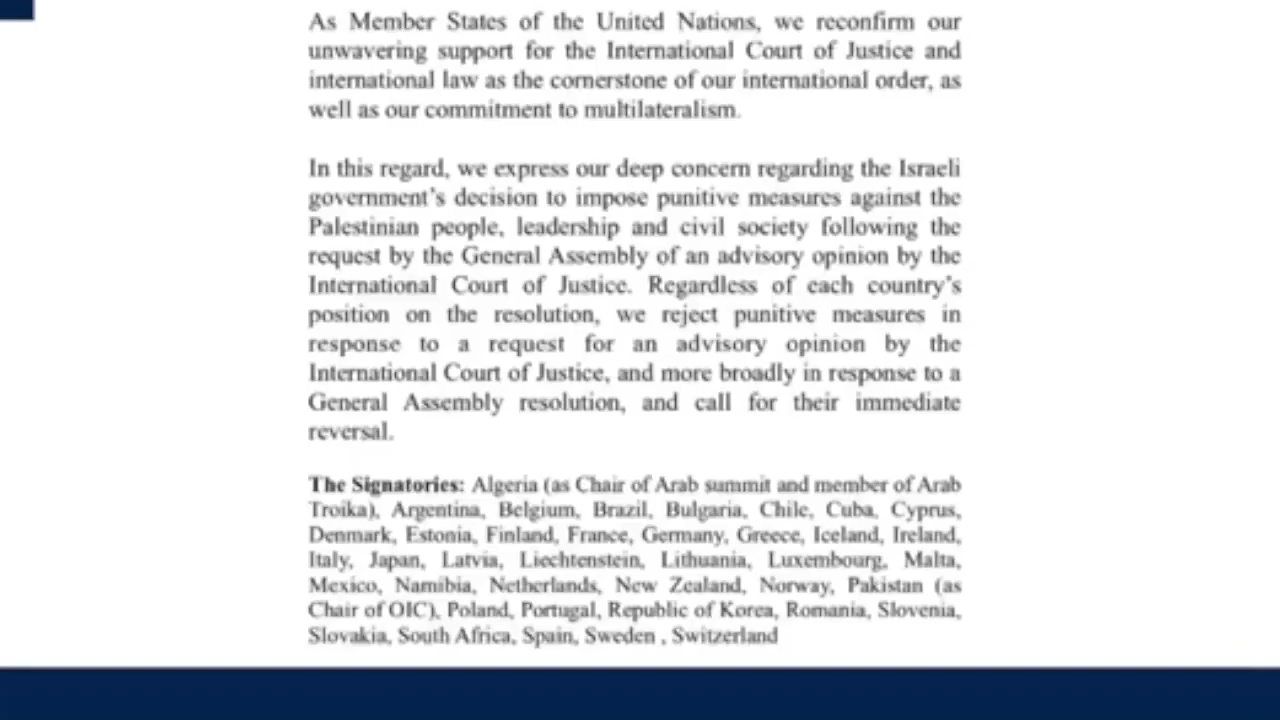 As Member States of the United Nations, we reconfirm our
unwavering support for the International Court of Justice and
international law as the cornerstone of our international order, as
well as our commitment to multilateralism.
In this regard, we express our deep concern regarding the Israeli
government's decision to impose punitive measures against the
Palestinian people, leadership and civil society following the
request by the General Assembly of an advisory opinion by the
International Court of Justice. Regardless of each country's
position on the resolution, we reject punitive measures in
response to a request for an advisory opinion by the
International Court of Justice, and more broadly in response to a
General Assembly resolution, and call for their immediate
reversal.
The Signatories: Algeria (as Chair of Arab summit and member of Arab
Troika), Argentina, Belgium, Brazil, Bulgaria, Chile, Cuba, Cyprus,
Denmark, Estonia, Finland, France, Germany, Greece, Iceland, Ireland,
Italy, Japan, Latvia, Liechtenstein, Lithuania, Luxembourg, Malta,
Mexico, Namibia, Netherlands, New Zealand, Norway, Pakistan (as
Chair of OIC), Poland, Portugal, Republic of Korea, Romania, Slovenia,
Slovakia, South Africa, Spain, Sweden , Switzerland